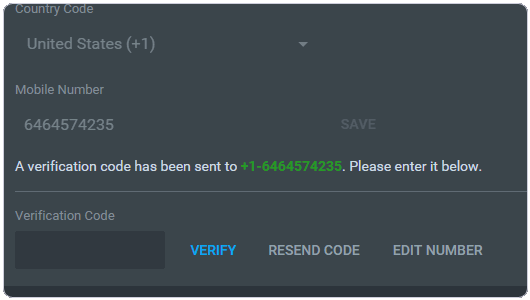 Country Code
United States (+1)
Mobile Number
6464574235
SAVE
A verification code has been sent to +1-6464574235. Please enter it below.
Verification Code
VERIFY
RESEND CODE
EDIT NUMBER